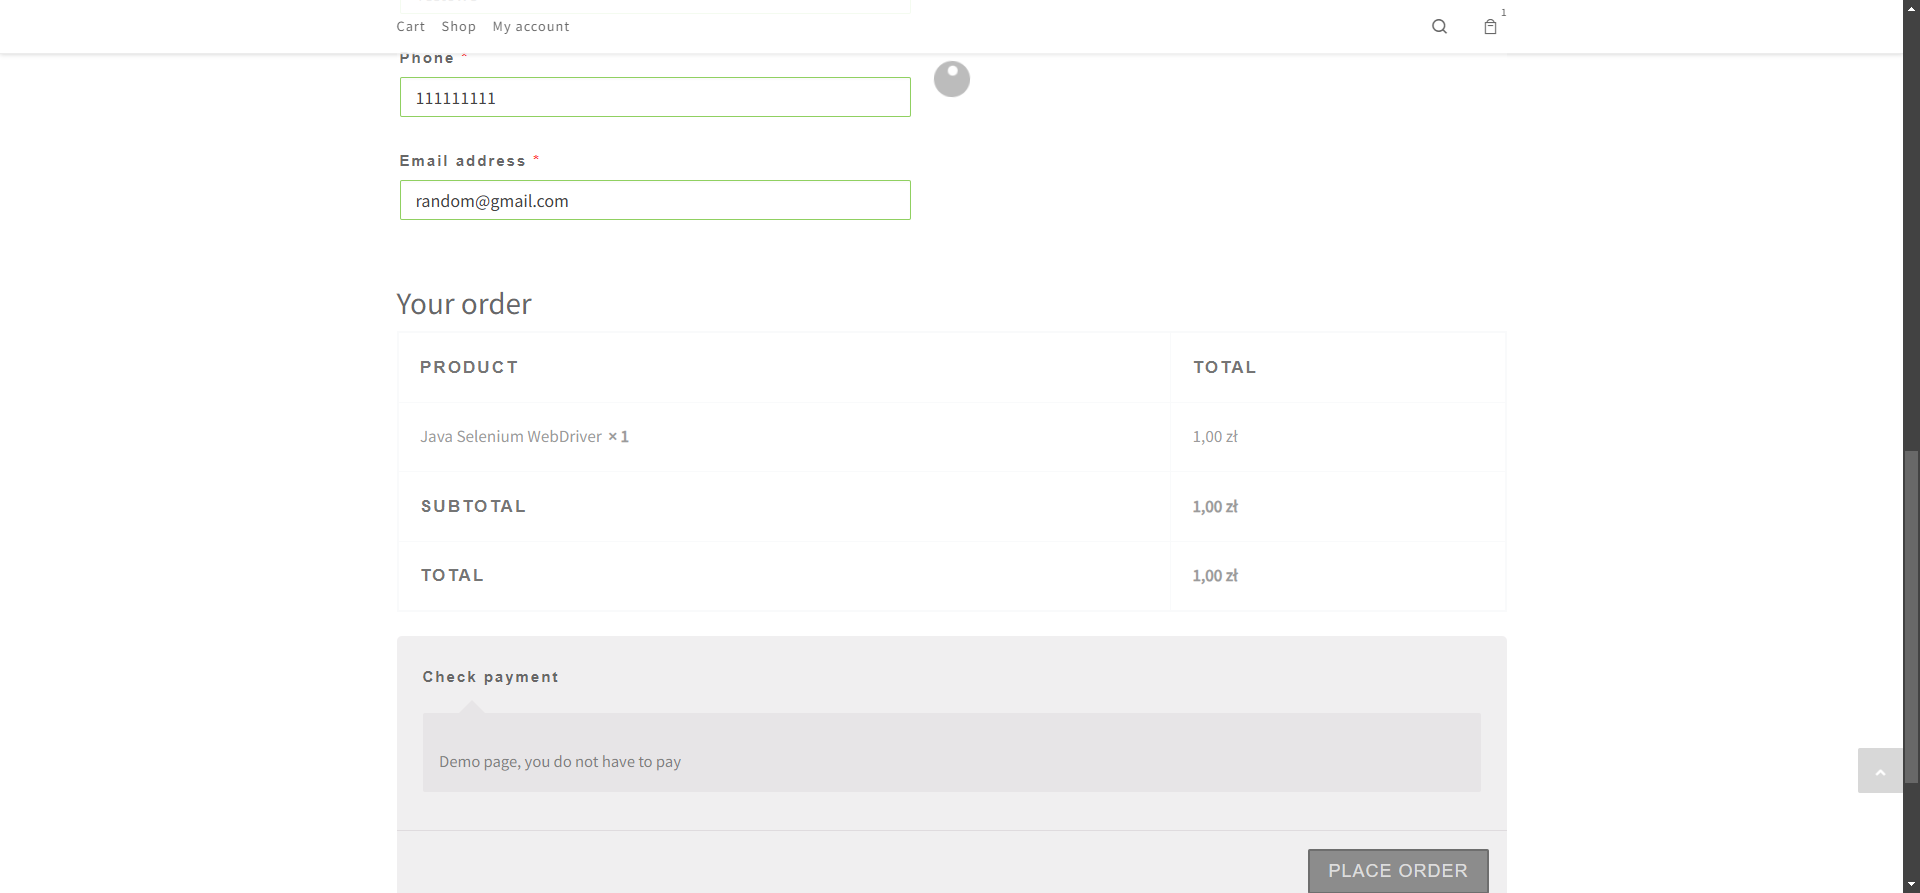 Cart Shop My account 1
Phone *
111111111
Email address *
random@gmail.com
Your order
PRODUCT TOTAL
Java Selenium WebDriver × 1 1,00 zł
SUBTOTAL 1,00 zł
TOTAL 1,00 zł
Check payment
Demo page, you do not have to pay
PLACE ORDER